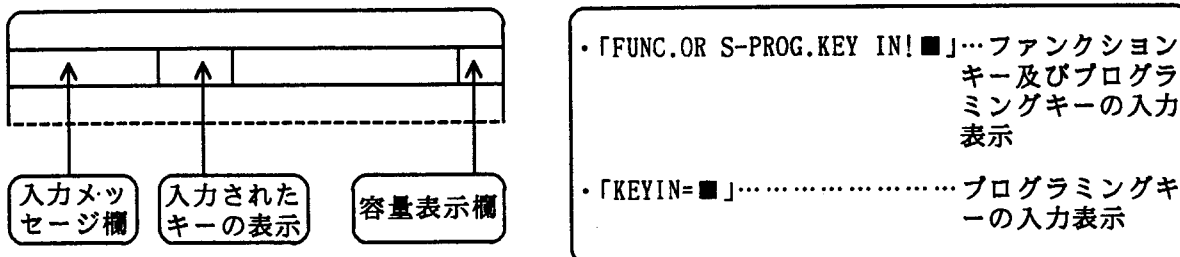 入力メッ
セージ欄
入力された
キーの表示
容量表示欄
・「FUNC.OR S-PROG.KEY IN!■」…ファンクション
キー及びプログラ
ミングキーの入力
表示
・「KEYIN=■」……………………プログラミングキ
ーの入力表示